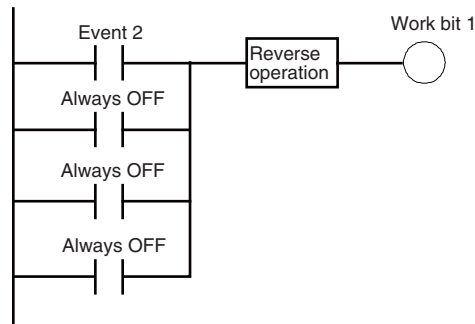 Work bit 1
Event 2
Reverse
operation
Always OFF
Always OFF
Always OFF